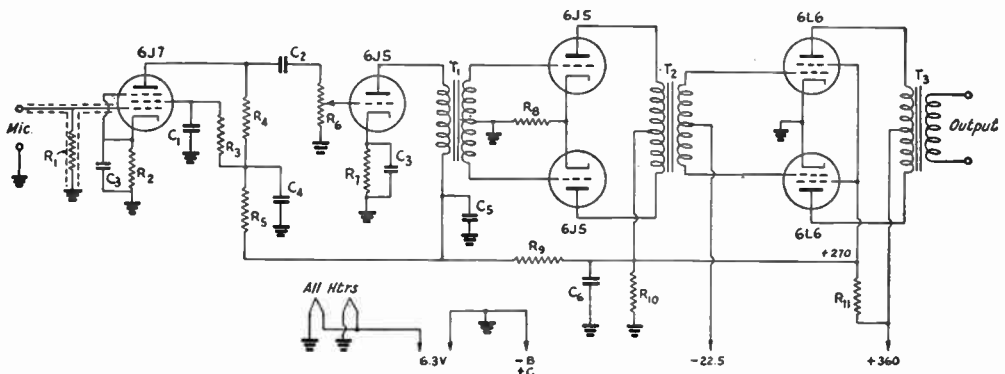 6J7
C2
6J5
T1
6J5
T2
6L6
T3
Mic.
R1
C3
R2
C1
R3
R4
R6
R8
Output
R7
C3
C4
R5
C5
6J5
6L6
R9
+270
C6
R10
R11
All Htrs
6.3V
-B
+C
-22.5
+360